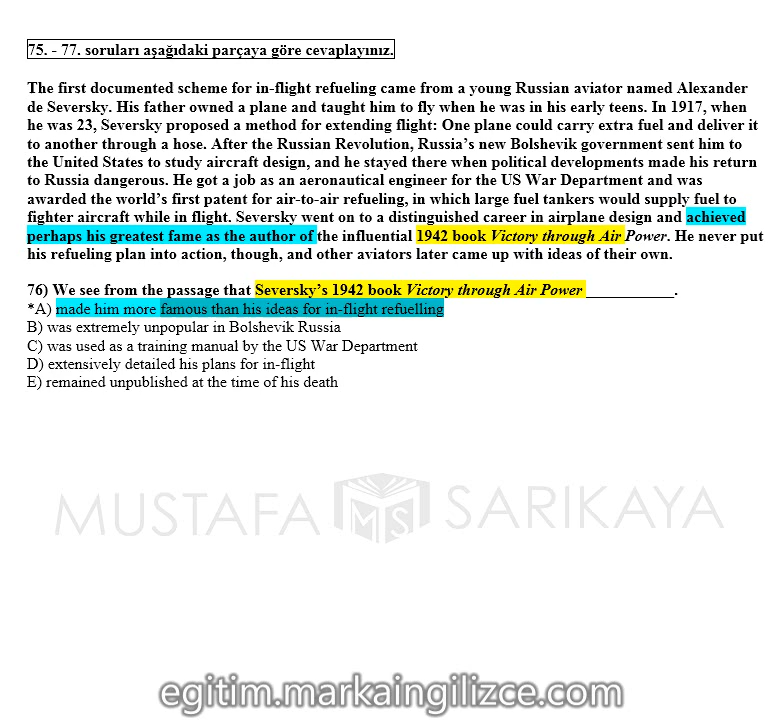 75. - 77. soruları aşağıdaki parçaya göre cevaplayınız.
The first documented scheme for in-flight refueling came from a young Russian aviator named Alexander
de Seversky. His father owned a plane and taught him to fly when he was in his early teens. In 1917, when
he was 23, Seversky proposed a method for extending flight: One plane could carry extra fuel and deliver it
to another through a hose. After the Russian Revolution, Russia's new Bolshevik government sent him to
the United States to study aircraft design, and he stayed there when political developments made his return
to Russia dangerous. He got a job as an aeronautical engineer for the US War Department and was
awarded the world's first patent for air-to-air refueling, in which large fuel tankers would supply fuel to
fighter aircraft while in flight. Seversky went on to a distinguished career in airplane design and achieved
perhaps his greatest fame as the author of the influential 1942 book Victory through Air Power. He never put
his refueling plan into action, though, and other aviators later came up with ideas of their own.
76) We see from the passage that Seversky's 1942 book Victory through Air Power ____________.
*A) made him more famous than his ideas for in-flight refuelling
B) was extremely unpopular in Bolshevik Russia
C) was used as a training manual by the US War Department
D) extensively detailed his plans for in-flight
E) remained unpublished at the time of his death
MUSTAFA MS SARIKAYA
egitim.markaingilizce.com